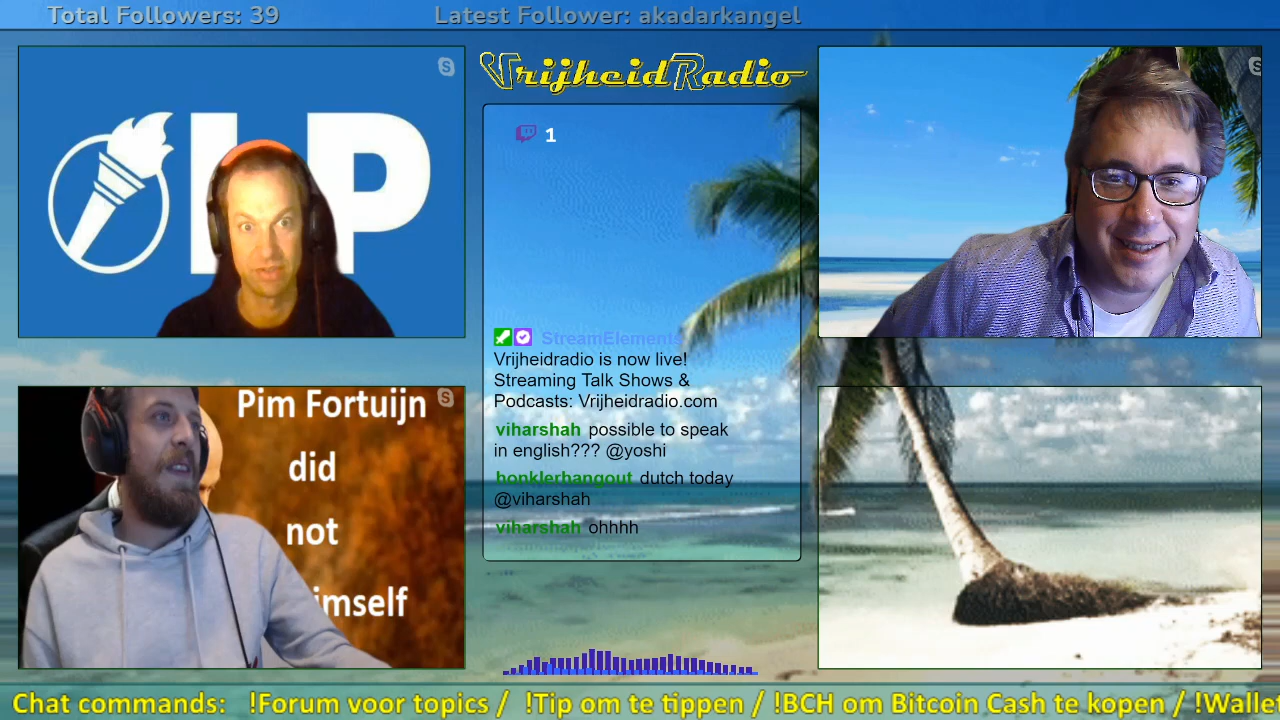 Total Followers: 39
Latest Follower: akadarkangel
LP
VrijheidRadio
1
StreamElements
Vrijheidradio is now live!
Streaming Talk Shows &
Podcasts: Vrijheidradio.com
viharshah possible to speak
in english??? @yoshi
honklerhangout dutch today
@viharshah
viharshah ohhhh
Pim Fortuijn
did
not
imself
Chat commands: !Forum voor topics / !Tip om te tippen / !BCH om Bitcoin Cash te kopen / !Walle